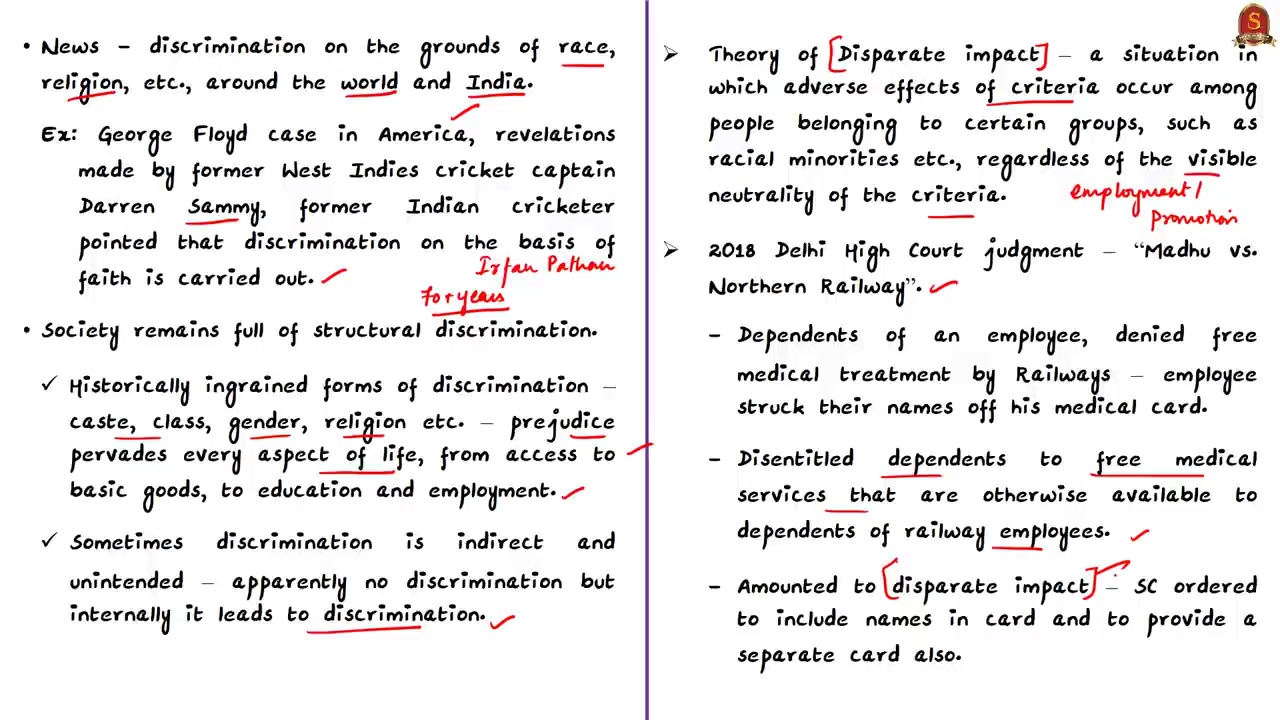 • News – discrimination on the grounds of race,
religion, etc., around the world and India.
Ex: George Floyd case in America, revelations
made by former West Indies cricket captain
Darren Sammy, former Indian cricketer
pointed that discrimination on the basis of
faith is carried out.
Irfan Pathan
70+years
• Society remains full of structural discrimination.
✓ Historically ingrained forms of discrimination –
caste, class, gender, religion etc. – prejudice
pervades every aspect of life, from access to
basic goods, to education and employment.
✓ Sometimes discrimination is indirect and
unintended – apparently no discrimination but
internally it leads to discrimination.
S
➤ Theory of [Disparate impact] – a situation in
which adverse effects of criteria occur among
people belonging to certain groups, such as
racial minorities etc., regardless of the visible
neutrality of the criteria.
employment/
promotion
➤ 2018 Delhi High Court judgment – “Madhu vs.
Northern Railway”.
– Dependents of an employee, denied free
medical treatment by Railways – employee
struck their names off his medical card.
– Disentitled dependents to free medical
services that are otherwise available to
dependents of railway employees.
– Amounted to [disparate impact] – SC ordered
to include names in card and to provide a
separate card also.